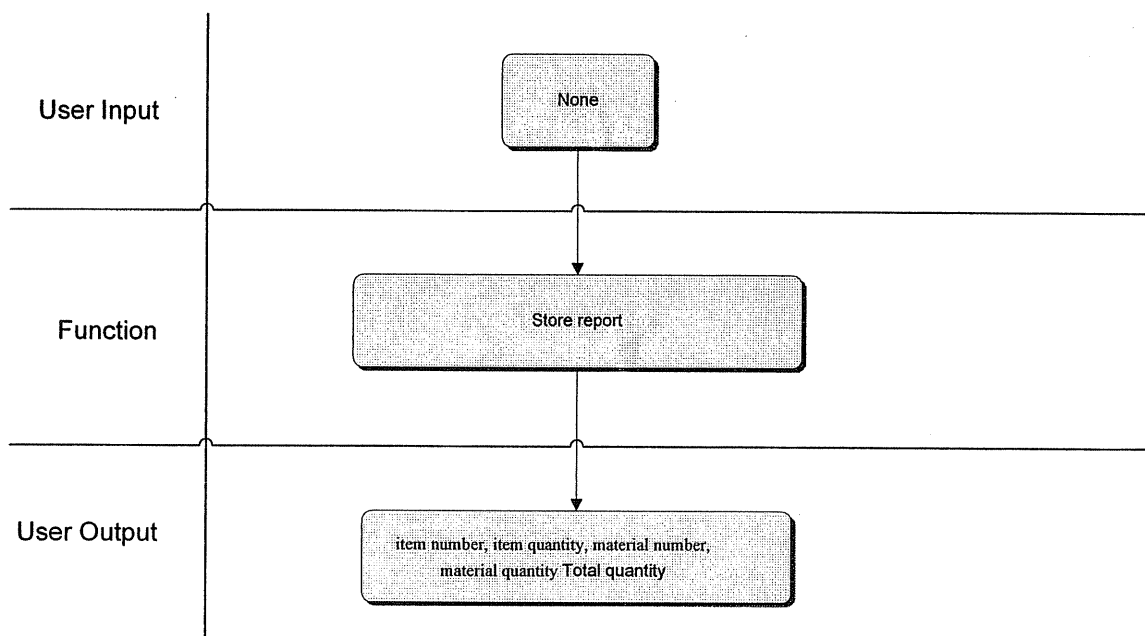 User Input
None
Function
Store report
User Output
item number, item quantity, material number,
material quantity Total quantity